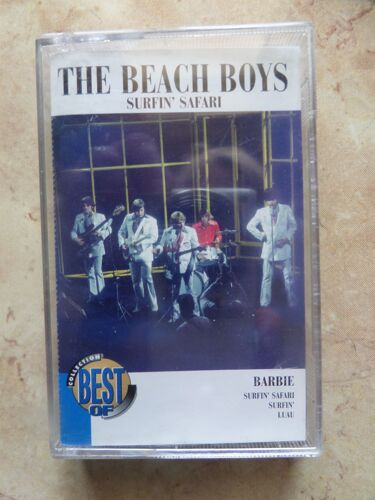 THE BEACH BOYS
SURFIN' SAFARI
COLLECTION
BEST
OF
BARBIE
SURFIN' SAFARI
SURFIN'
LUAU